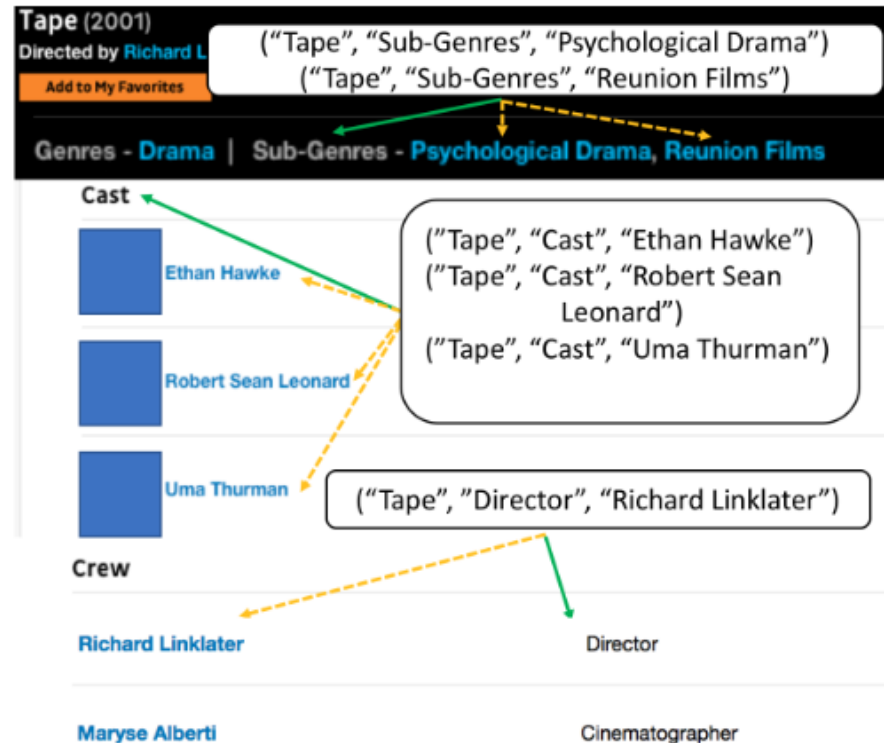 Tape (2001)
Directed by Richard L
Add to My Favorites
("Tape", "Sub-Genres", "Psychological Drama")
("Tape", "Sub-Genres", "Reunion Films")
Genres - Drama | Sub-Genres - Psychological Drama, Reunion Films
Cast
Ethan Hawke
Robert Sean Leonard
Uma Thurman
("Tape", "Cast", "Ethan Hawke")
("Tape", "Cast", "Robert Sean
Leonard")
("Tape", "Cast", "Uma Thurman")
("Tape", "Director", "Richard Linklater")
Crew
Richard Linklater Director
Maryse Alberti Cinematographer